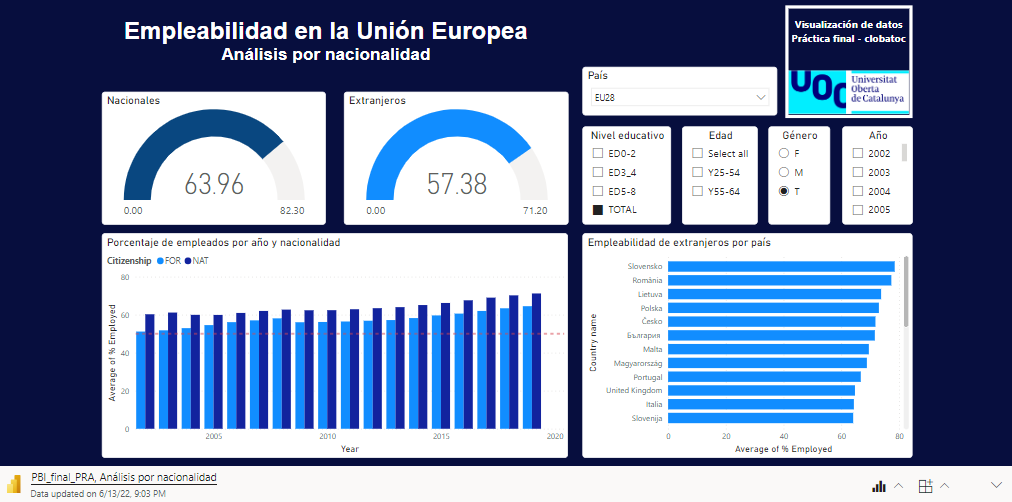 Empleabilidad en la Unión Europea
Análisis por nacionalidad
Visualización de datos
Práctica final - clobatoc
UOC
Universitat
Oberta
de Catalunya
País
EU28
Nacionales
63.96
0.00
82.30
Extranjeros
57.38
0.00
71.20
Nivel educativo
ED0-2
ED3_4
ED5-8
TOTAL
Edad
Select all
Y25-54
Y55-64
Género
F
M
T
Año
2002
2003
2004
2005
Porcentaje de empleados por año y nacionalidad
Citizenship FOR NAT
Average of % Employed
80
60
40
20
0
2005
2010
2015
2020
Year
Empleabilidad de extranjeros por país
Country name
Slovensko
România
Lietuva
Polska
Česko
България
Malta
Magyarország
Portugal
United Kingdom
Italia
Slovenija
0
20
40
60
80
Average of % Employed
PBI_final_PRA, Análisis por nacionalidad
Data updated on 6/13/22, 9:03 PM